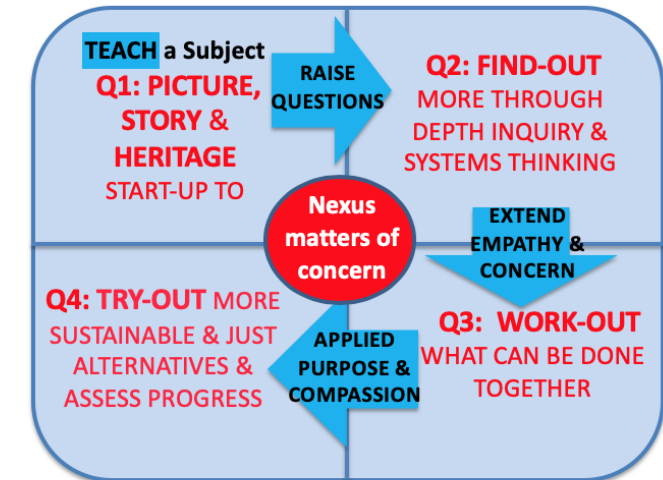 TEACH a Subject
Q1: PICTURE,
STORY &
HERITAGE
START-UP TO
RAISE
QUESTIONS
Q2: FIND-OUT
MORE THROUGH
DEPTH INQUIRY &
SYSTEMS THINKING
Nexus
matters of
concern
EXTEND
EMPATHY &
CONCERN
Q3: WORK-OUT
WHAT CAN BE DONE
TOGETHER
APPLIED
PURPOSE &
COMPASSION
Q4: TRY-OUT MORE
SUSTAINABLE & JUST
ALTERNATIVES &
ASSESS PROGRESS